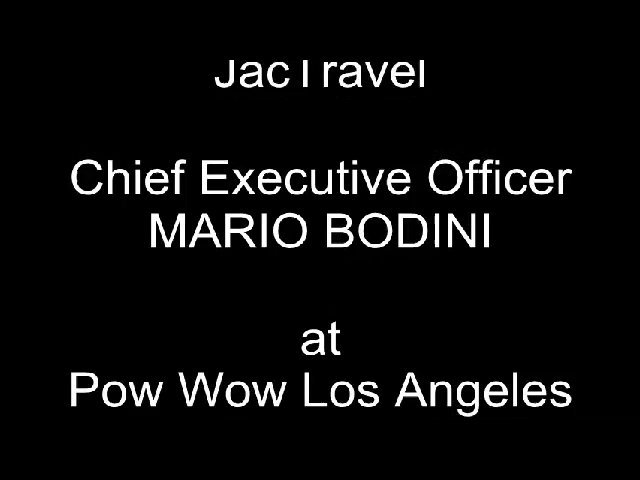 JacTravel
Chief Executive Officer
MARIO BODINI
at
Pow Wow Los Angeles